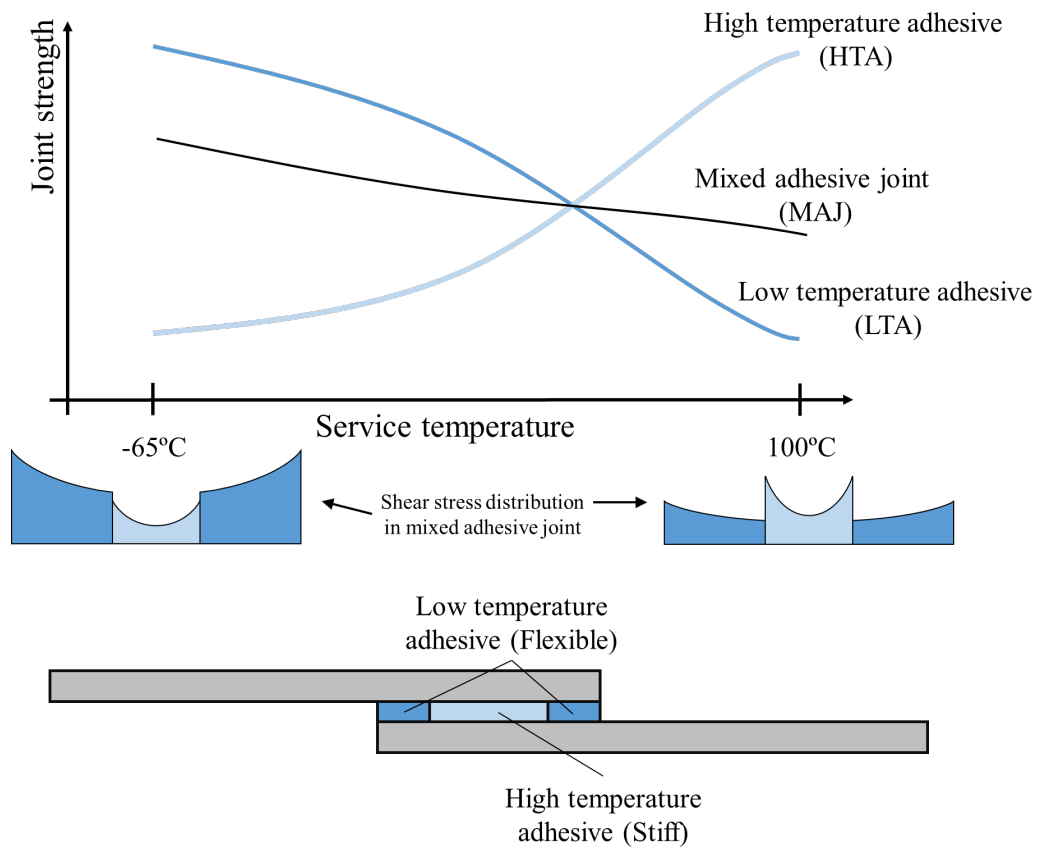 Joint strength
High temperature adhesive
(HTA)
Mixed adhesive joint
(MAJ)
Low temperature adhesive
(LTA)
Service temperature
-65ºC
100ºC
Shear stress distribution
in mixed adhesive joint
Low temperature
adhesive (Flexible)
High temperature
adhesive (Stiff)